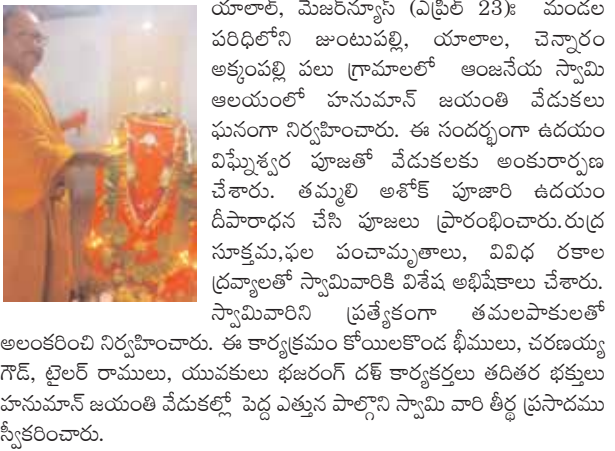 యాలాల్, మేజర్‌న్యూస్ (ఎప్రిల్ 23): మండల
పరిధిలోని జుంటుపల్లి, యాలాల, చెన్నారం
అక్కంపల్లి పలు గ్రామాలలో ఆంజనేయ స్వామి
ఆలయంలో హనుమాన్ జయంతి వేడుకలు
ఘనంగా నిర్వహించారు. ఈ సందర్భంగా ఉదయం
విఘ్నేశ్వర పూజతో వేడుకలకు అంకురార్పణ
చేశారు. తమ్మలి అశోక్ పూజారి ఉదయం
దీపారాధన చేసి పూజలు ప్రారంభించారు.రుద్ర
సూక్తమ,ఫల పంచామృతాలు, వివిధ రకాల
ద్రవ్యాలతో స్వామివారికి విశేష అభిషేకాలు చేశారు.
స్వామివారిని ప్రత్యేకంగా తమలపాకులతో
అలంకరించి నిర్వహించారు. ఈ కార్యక్రమం కోయిలకొండ భీములు, చరణయ్య
గౌడ్, టైలర్ రాములు, యువకులు భజరంగ్ దళ్ కార్యకర్తలు తదితర భక్తులు
హనుమాన్ జయంతి వేడుకల్లో పెద్ద ఎత్తున పాల్గొని స్వామి వారి తీర్థ ప్రసాదము
స్వీకరించారు.